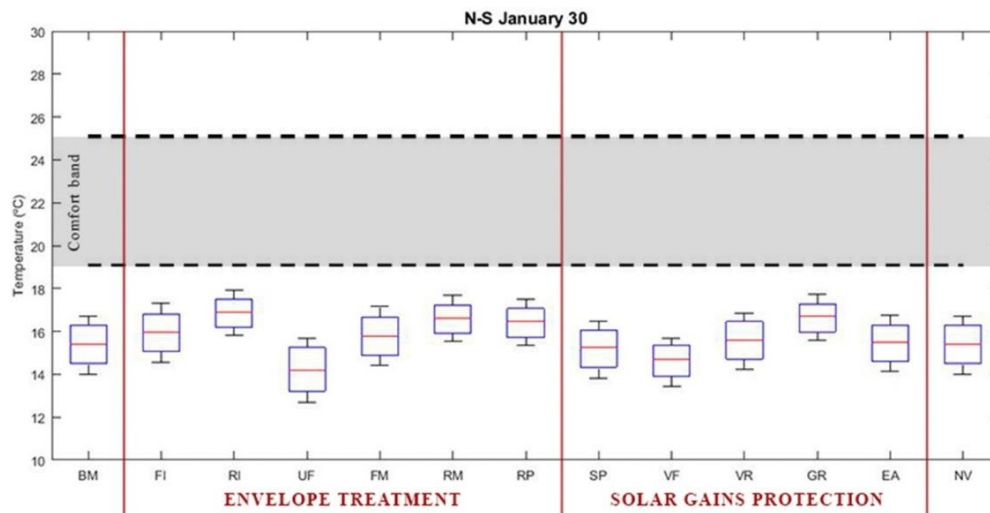 N-S January 30
30
28
26
24
22
20
18
16
14
12
10
Temperature (ºC)
Comfort band
BM FI RI UF FM RM RP SP VF VR GR EA NV
ENVELOPE TREATMENT SOLAR GAINS PROTECTION